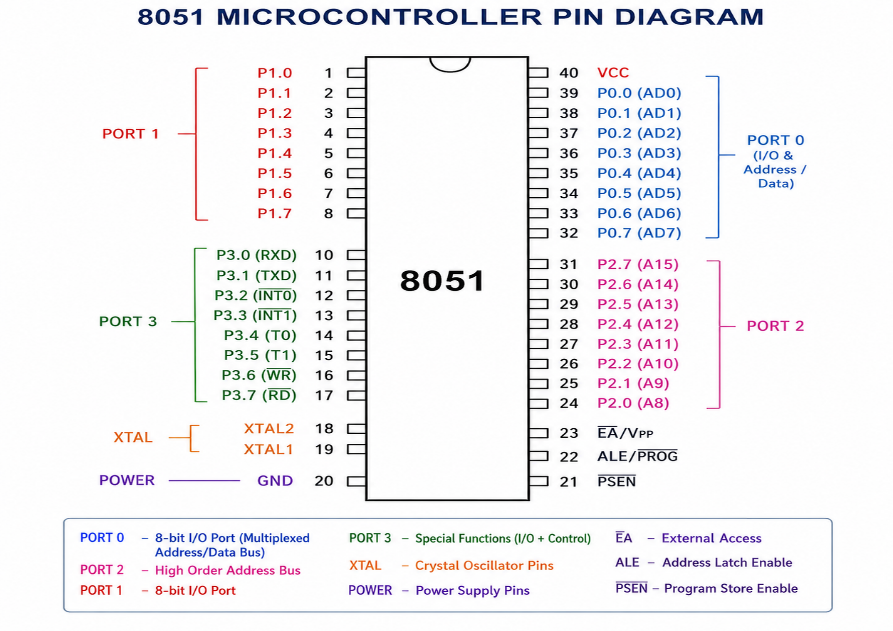 8051 MICROCONTROLLER PIN DIAGRAM
PORT 1
P1.0 1
P1.1 2
P1.2 3
P1.3 4
P1.4 5
P1.5 6
P1.6 7
P1.7 8
PORT 3
P3.0 (RXD) 10
P3.1 (TXD) 11
P3.2 (I̅N̅T̅0̅) 12
P3.3 (I̅N̅T̅1̅) 13
P3.4 (T0) 14
P3.5 (T1) 15
P3.6 (W̅R̅) 16
P3.7 (R̅D̅) 17
XTAL
XTAL2 18
XTAL1 19
POWER GND 20
8051
40 VCC
39 P0.0 (AD0)
38 P0.1 (AD1)
37 P0.2 (AD2)
36 P0.3 (AD3)
35 P0.4 (AD4)
34 P0.5 (AD5)
33 P0.6 (AD6)
32 P0.7 (AD7)
PORT 0
(I/O &
Address /
Data)
31 P2.7 (A15)
30 P2.6 (A14)
29 P2.5 (A13)
28 P2.4 (A12)
27 P2.3 (A11)
26 P2.2 (A10)
25 P2.1 (A9)
24 P2.0 (A8)
PORT 2
23 E̅A̅/VPP
22 ALE/P̅R̅O̅G̅
21 P̅S̅E̅N̅
PORT 0 – 8-bit I/O Port (Multiplexed
Address/Data Bus)
PORT 2 – High Order Address Bus
PORT 1 – 8-bit I/O Port
PORT 3 – Special Functions (I/O + Control)
XTAL – Crystal Oscillator Pins
POWER – Power Supply Pins
E̅A – External Access
ALE – Address Latch Enable
P̅S̅E̅N̅ – Program Store Enable